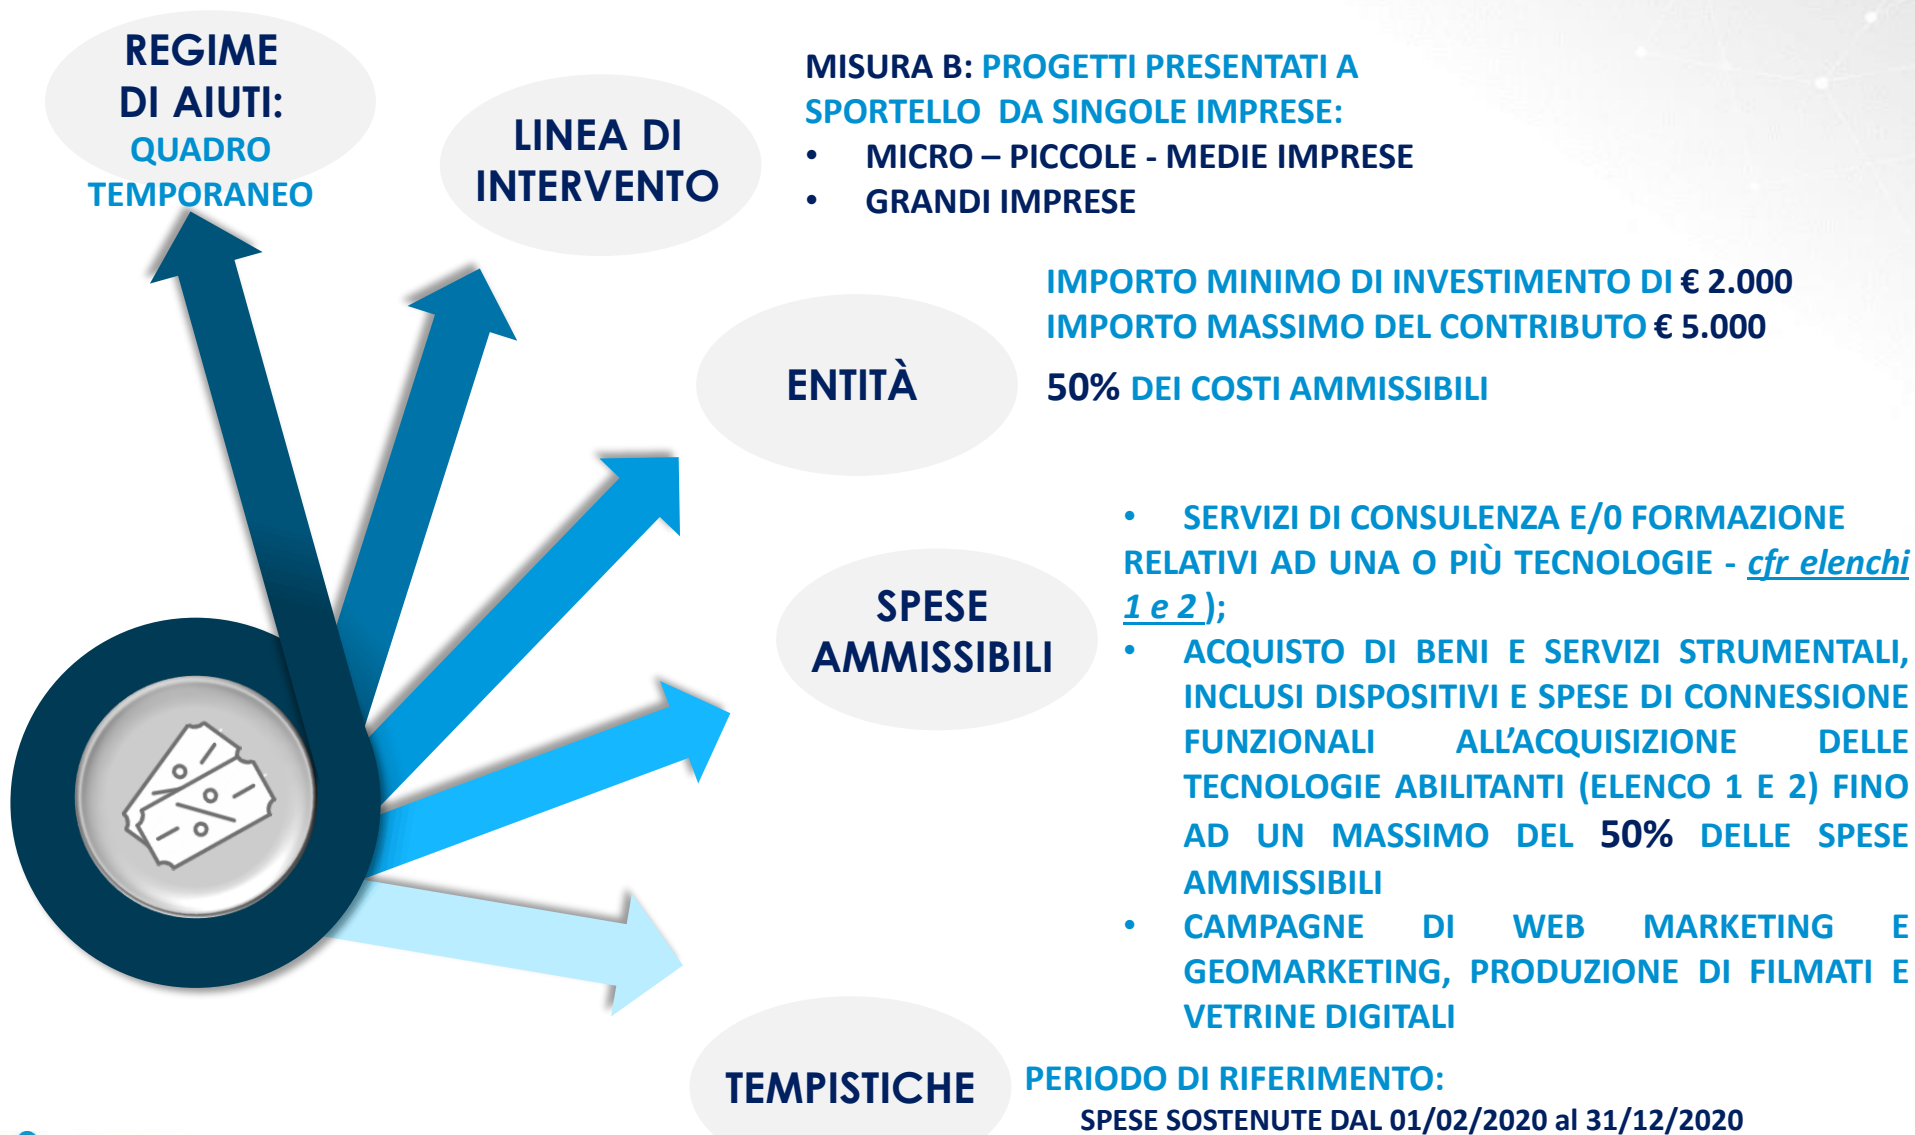 REGIME
DI AIUTI:
QUADRO
TEMPORANEO
LINEA DI
INTERVENTO
MISURA B: PROGETTI PRESENTATI A
SPORTELLO DA SINGOLE IMPRESE:
• MICRO – PICCOLE - MEDIE IMPRESE
• GRANDI IMPRESE
ENTITÀ
IMPORTO MINIMO DI INVESTIMENTO DI € 2.000
IMPORTO MASSIMO DEL CONTRIBUTO € 5.000
50% DEI COSTI AMMISSIBILI
SPESE
AMMISSIBILI
• SERVIZI DI CONSULENZA E/0 FORMAZIONE
RELATIVI AD UNA O PIÙ TECNOLOGIE - cfr elenchi
1 e 2 );
• ACQUISTO DI BENI E SERVIZI STRUMENTALI,
INCLUSI DISPOSITIVI E SPESE DI CONNESSIONE
FUNZIONALI ALL’ACQUISIZIONE DELLE
TECNOLOGIE ABILITANTI (ELENCO 1 E 2) FINO
AD UN MASSIMO DEL 50% DELLE SPESE
AMMISSIBILI
• CAMPAGNE DI WEB MARKETING E
GEOMARKETING, PRODUZIONE DI FILMATI E
VETRINE DIGITALI
TEMPISTICHE
PERIODO DI RIFERIMENTO:
SPESE SOSTENUTE DAL 01/02/2020 al 31/12/2020